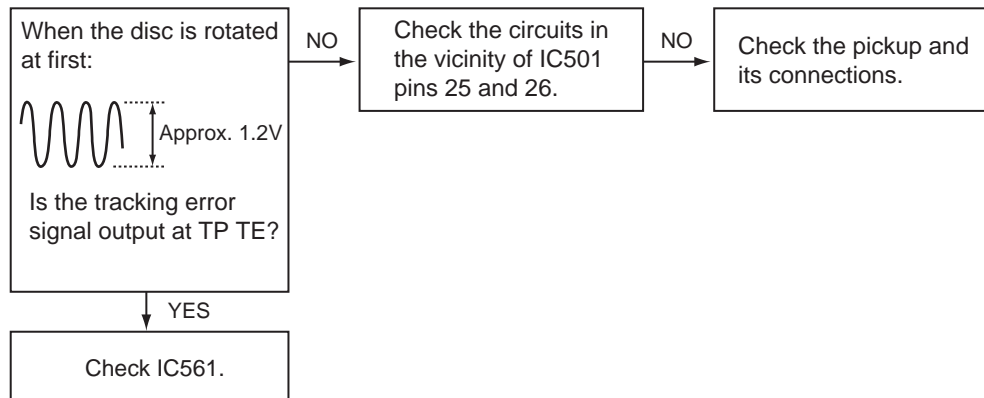 When the disc is rotated
at first:
Approx. 1.2V
Is the tracking error
signal output at TP TE?
NO
Check the circuits in
the vicinity of IC501
pins 25 and 26.
NO
Check the pickup and
its connections.
YES
Check IC561.